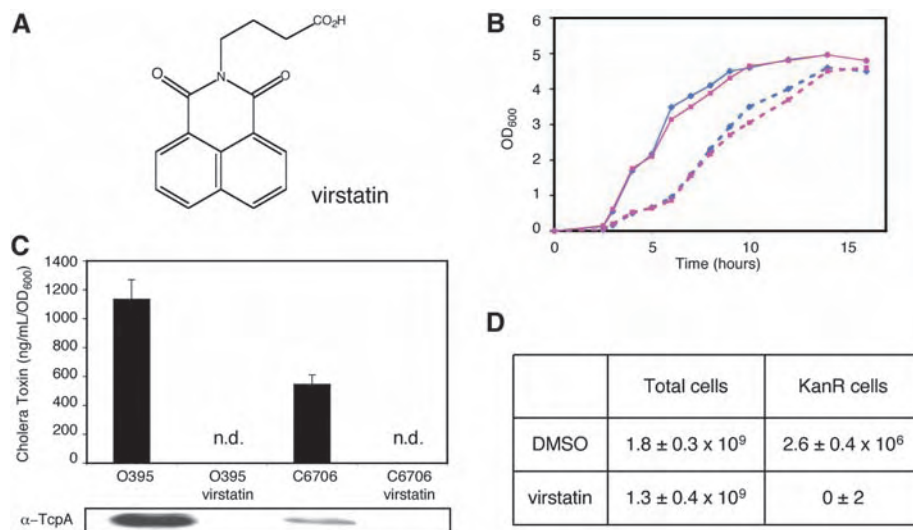 A
CO₂H
O
N
O
virstatin
B
OD₆₀₀
6
5
4
3
2
1
0
0 5 10 15
Time (hours)
C
Cholera Toxin (ng/mL/OD₆₀₀)
1400
1200
1000
800
600
400
200
0
n.d.
n.d.
O395
O395 virstatin
C6706
C6706 virstatin
α–TcpA
D
Total cells KanR cells
DMSO 1.8 ± 0.3 x 10⁹ 2.6 ± 0.4 x 10⁶
virstatin 1.3 ± 0.4 x 10⁹ 0 ± 2